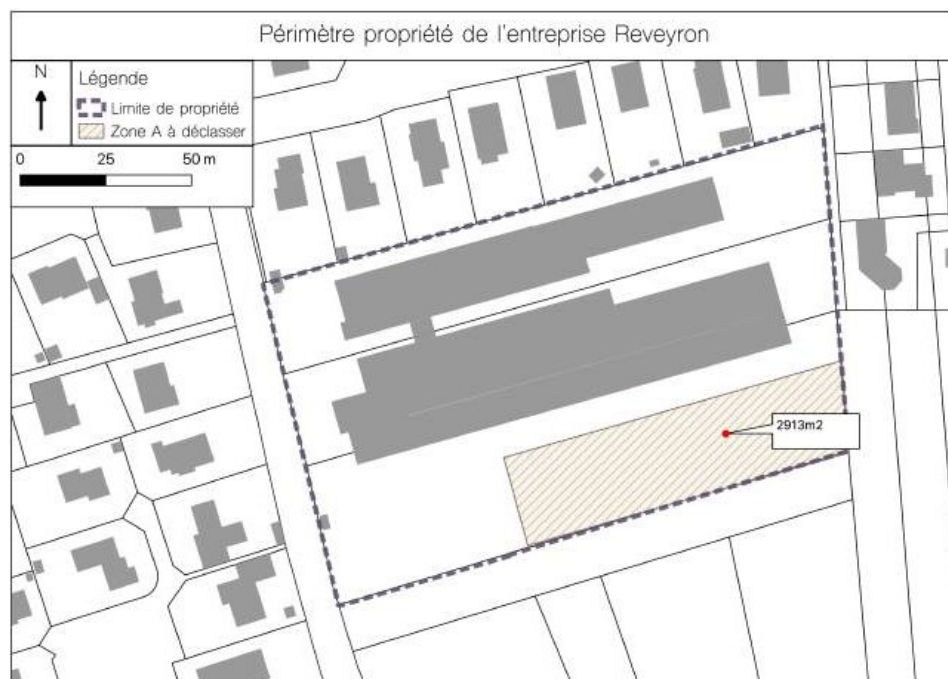 Périmètre propriété de l'entreprise Reveyron
N
Légende
Limite de propriété
Zone A à déclasser
0 25 50 m
2913m2